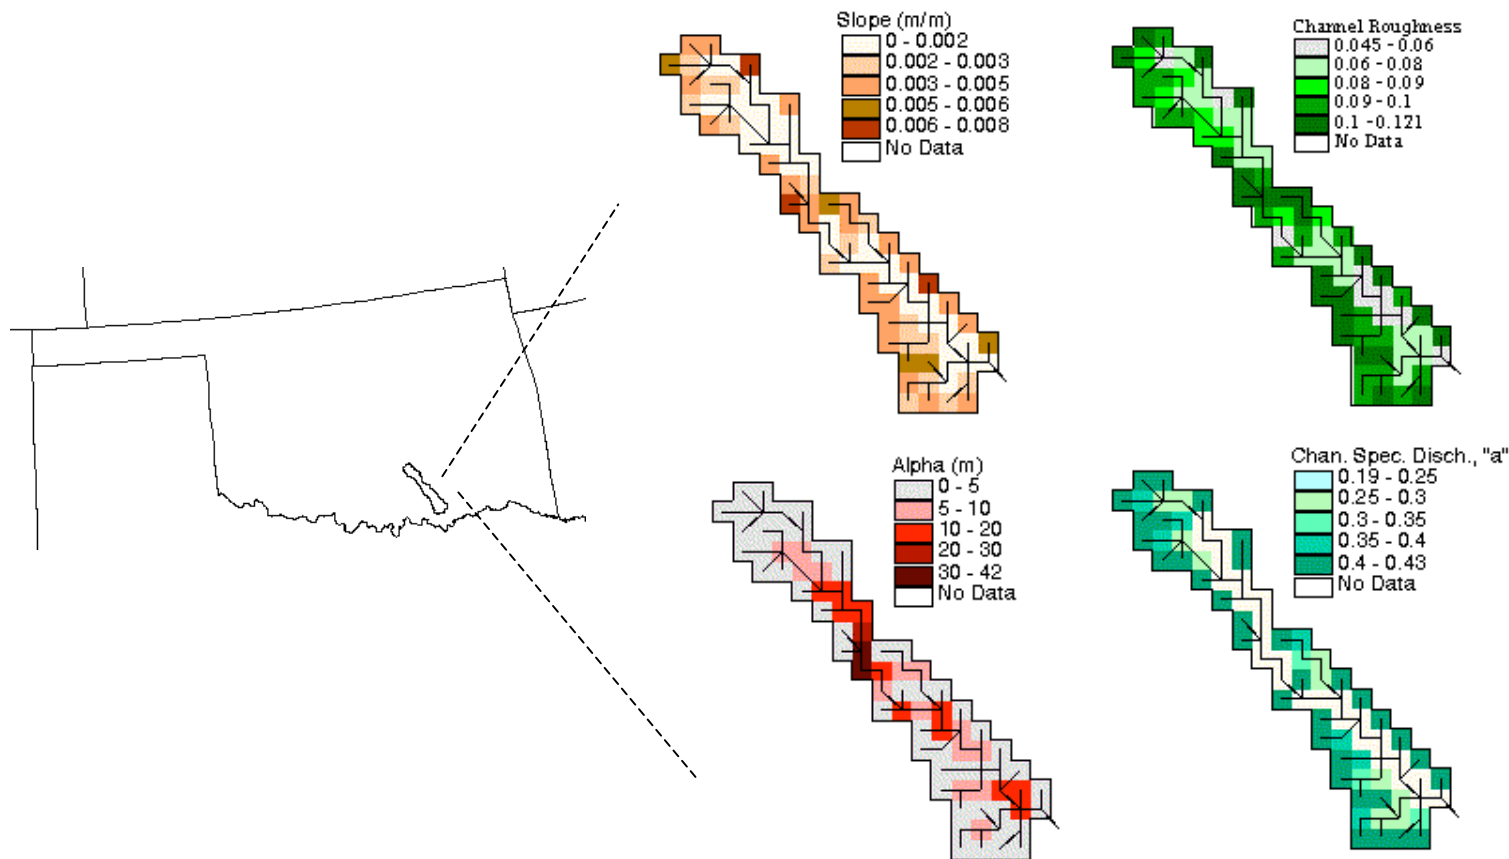 Slope (m/m)
0 - 0.002
0.002 - 0.003
0.003 - 0.005
0.005 - 0.006
0.006 - 0.008
No Data
Channel Roughness
0.045 - 0.06
0.06 - 0.08
0.08 - 0.09
0.09 - 0.1
0.1 -0.121
No Data
Alpha (m)
0 - 5
5 - 10
10 - 20
20 - 30
30 - 42
No Data
Chan. Spec. Disch., "a"
0.19 - 0.25
0.25 - 0.3
0.3 - 0.35
0.35 - 0.4
0.4 - 0.43
No Data